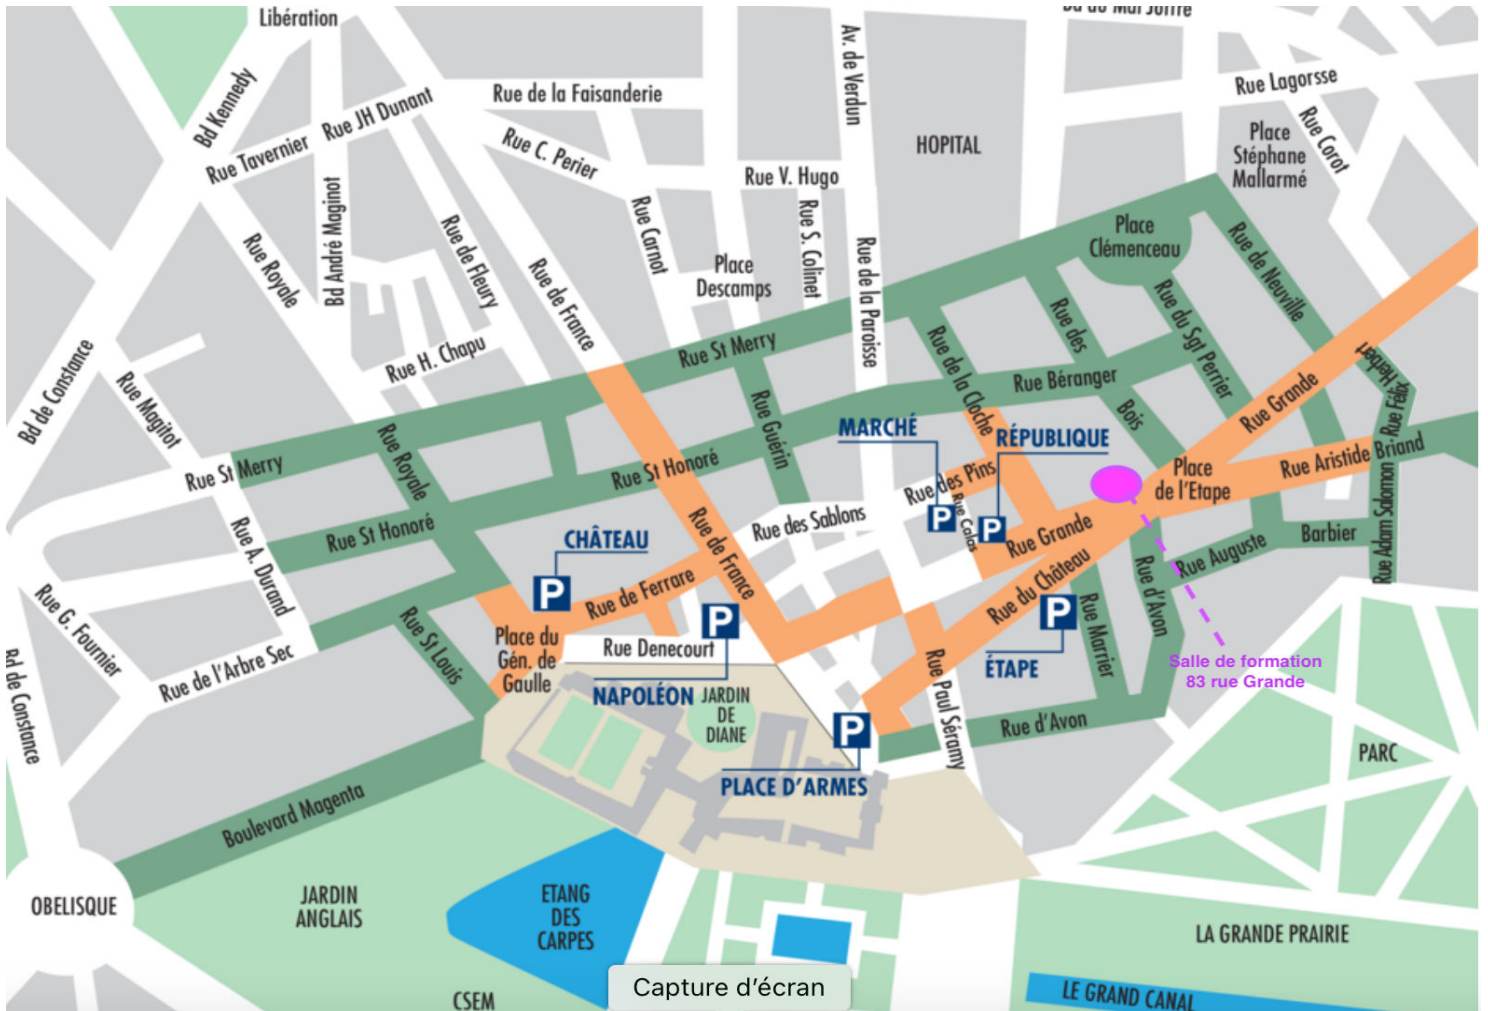 Libération
Bd du Mal Joffre
Bd Kennedy
Rue Tavernier
Rue JH Dunant
Rue de la Faisanderie
Av. de Verdun
Rue Lagorsse
Rue Corot
Place
Stéphane
Mallarmé
HOPITAL
Rue C. Perier
Rue V. Hugo
Bd André Maginot
Rue Royale
Rue de Fleury
Rue de France
Rue Carnot
Place
Descamps
Rue S. Colinet
Rue de la Paroisse
Place
Clémenceau
Rue de Neuville
Rue du Sgt Perrier
Rue des
Bois
Bd de Constance
Rue Magitot
Rue H. Chapu
Rue St Merry
Rue Guérin
Rue de la Cloche
Rue Béranger
Rue Grande
Rue Félix
Herbert
Rue St Merry
Rue Royale
Rue St Honoré
MARCHÉ
RÉPUBLIQUE
Rue des Pins
Rue Calas
P
P
Place
de l'Etape
Rue Aristide Briand
Rue Adam Salomon
Rue St Honoré
Rue A. Durand
CHÂTEAU
P
Rue de France
Rue des Sablons
Rue Grande
Rue du Château
Rue Auguste
Barbier
Rue d'Avon
Rue Marrier
Rue G. Fournier
Rue de l'Arbre Sec
Rue St Louis
Place du
Gén. de
Gaulle
Rue de Ferrare
P
Rue Denecourt
NAPOLÉON
JARDIN
DE
DIANE
P
ÉTAPE
Rue Paul Séramy
Rue d'Avon
Salle de formation
83 rue Grande
Bd de Constance
P
PLACE D'ARMES
PARC
Boulevard Magenta
OBELISQUE
JARDIN
ANGLAIS
ETANG
DES
CARPES
LA GRANDE PRAIRIE
CSEM
Capture d'écran
LE GRAND CANAL